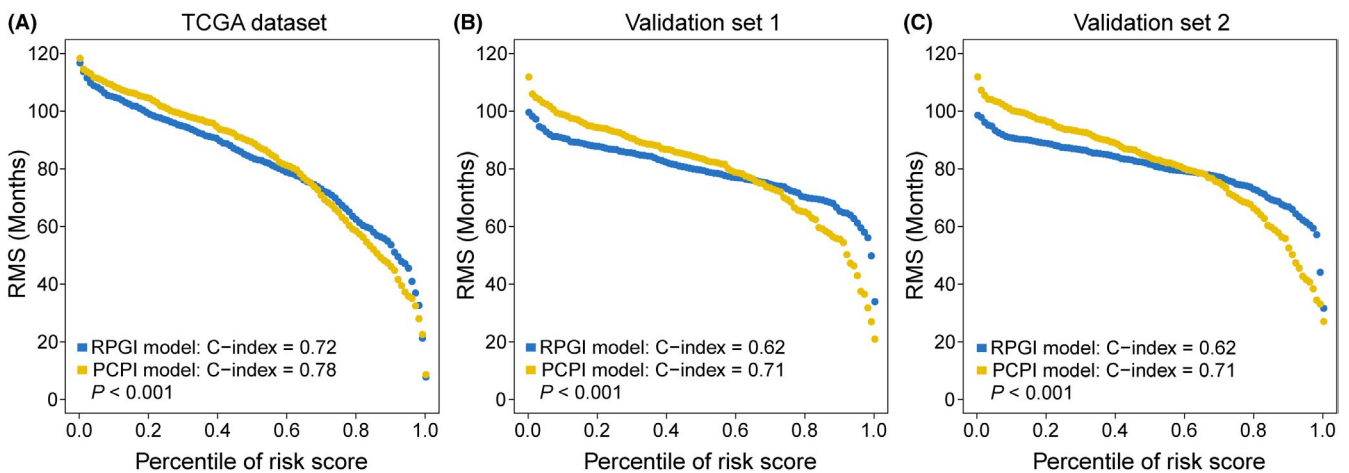 (A) TCGA dataset
RMS (Months)
120
100
80
60
40
20
0
RPGI model: C−index = 0.72
PCPI model: C−index = 0.78
P < 0.001
0.0 0.2 0.4 0.6 0.8 1.0
Percentile of risk score
(B) Validation set 1
RMS (Months)
120
100
80
60
40
20
0
RPGI model: C−index = 0.62
PCPI model: C−index = 0.71
P < 0.001
0.0 0.2 0.4 0.6 0.8 1.0
Percentile of risk score
(C) Validation set 2
RMS (Months)
120
100
80
60
40
20
0
RPGI model: C−index = 0.62
PCPI model: C−index = 0.71
P < 0.001
0.0 0.2 0.4 0.6 0.8 1.0
Percentile of risk score